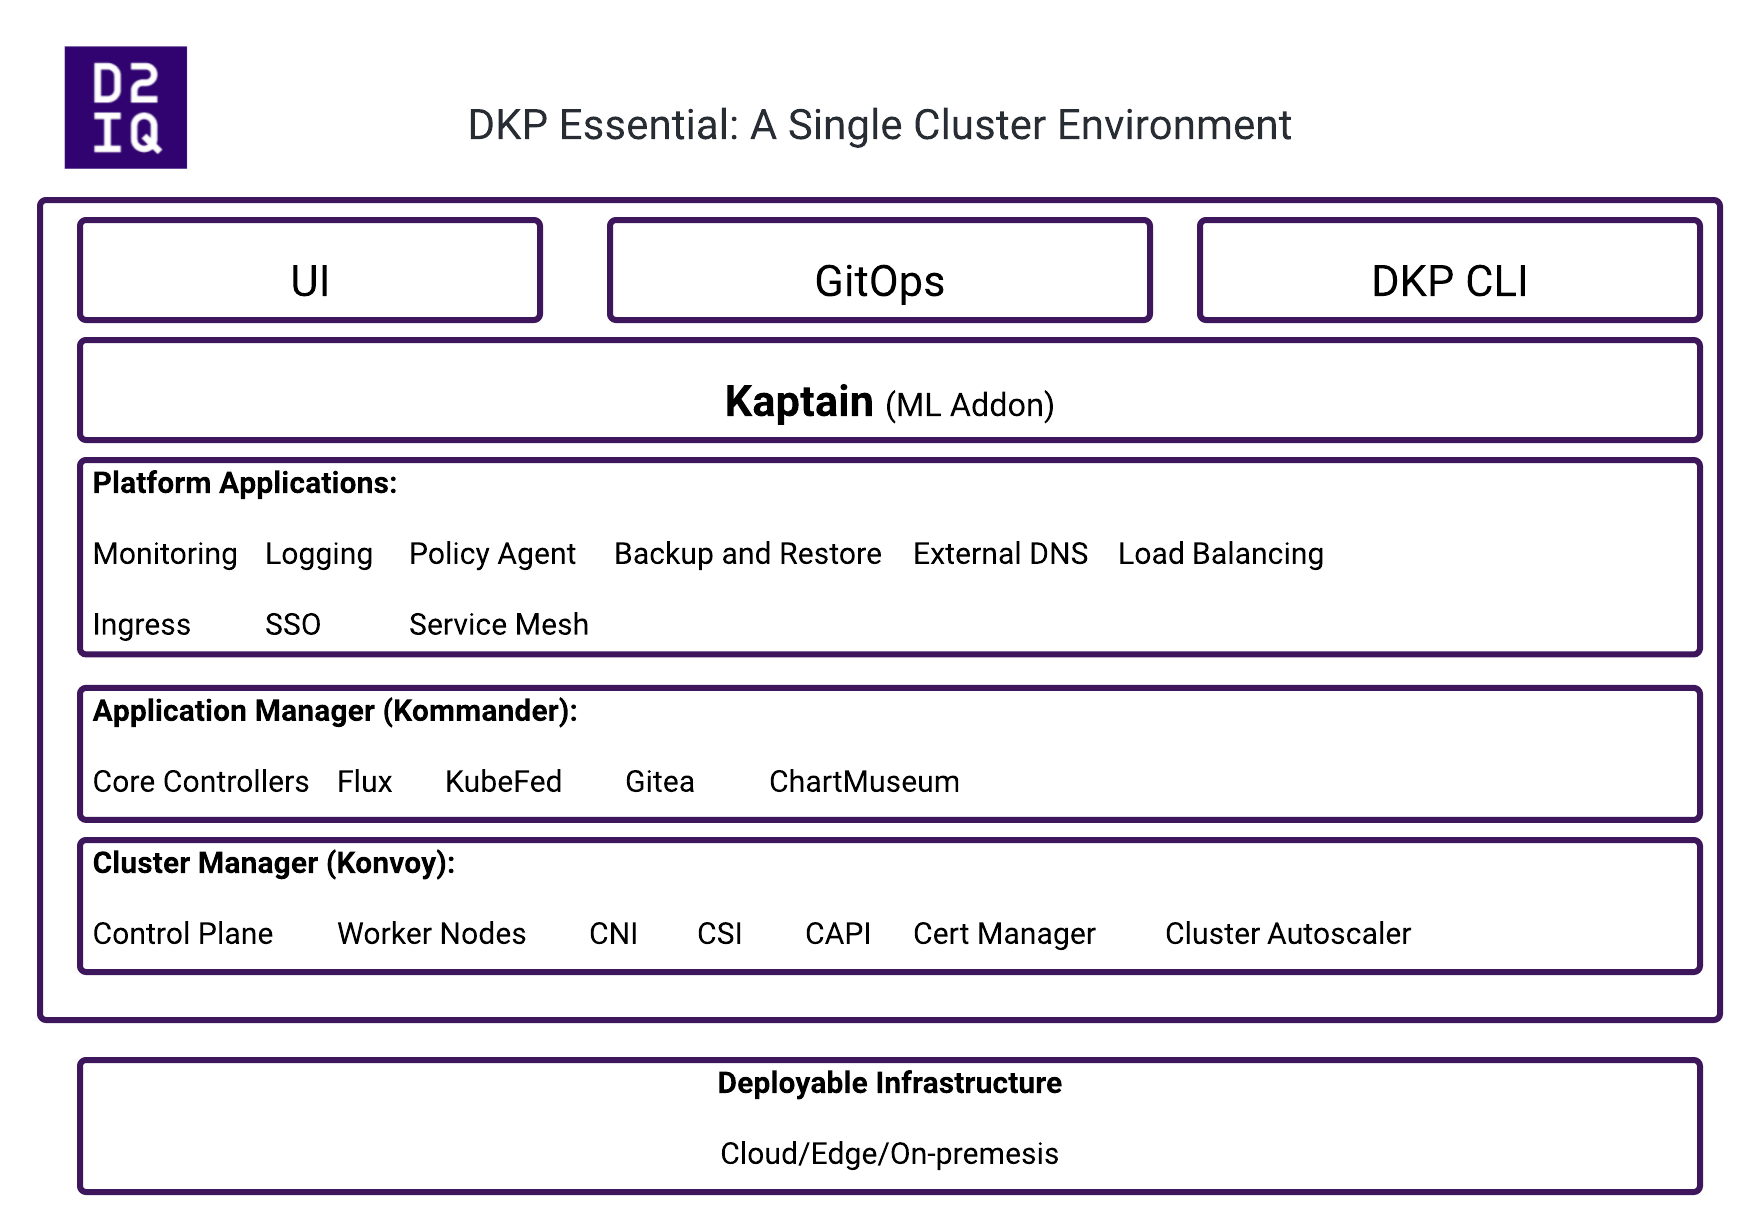 D2
IQ
DKP Essential: A Single Cluster Environment
UI
GitOps
DKP CLI
Kaptain (ML Addon)
Platform Applications:
Monitoring Logging Policy Agent Backup and Restore External DNS Load Balancing
Ingress SSO Service Mesh
Application Manager (Kommander):
Core Controllers Flux KubeFed Gitea ChartMuseum
Cluster Manager (Konvoy):
Control Plane Worker Nodes CNI CSI CAPI Cert Manager Cluster Autoscaler
Deployable Infrastructure
Cloud/Edge/On-premesis